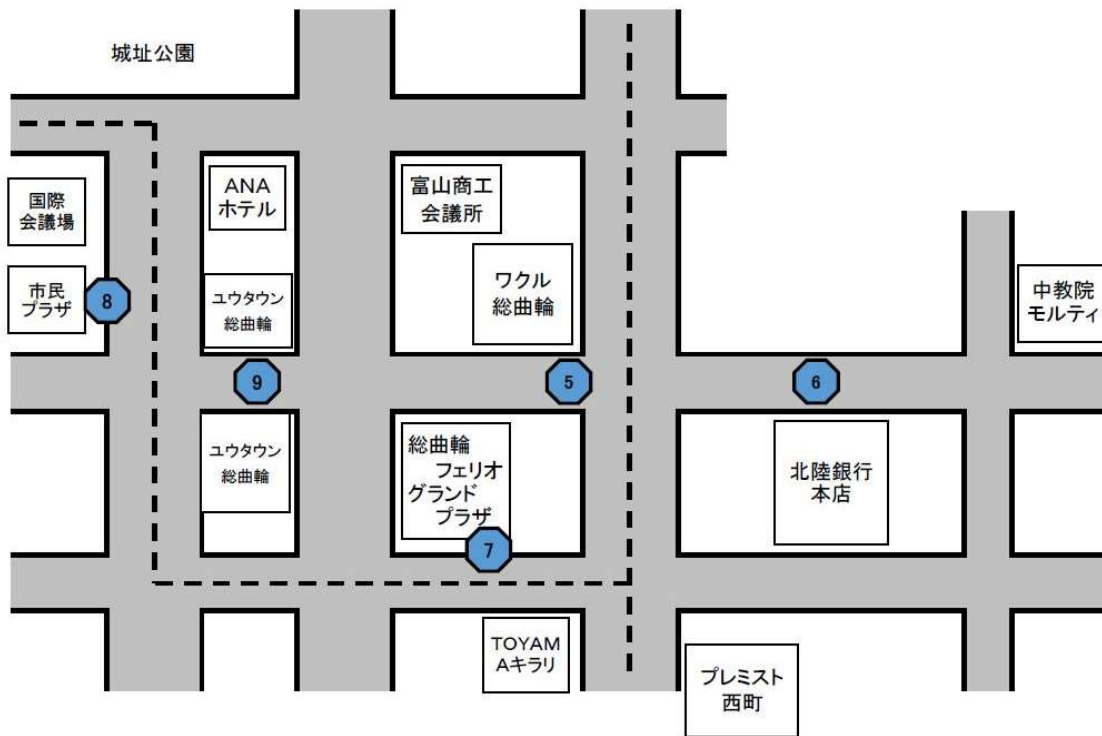 城址公園
国際
会議場
ANA
ホテル
富山商工
会議所
市民
プラザ
8
ユウタウン
総曲輪
ワクル
総曲輪
中教院
モルティ
9
5
6
ユウタウン
総曲輪
総曲輪
フェリオ
グランド
プラザ
7
北陸銀行
本店
TOYAM
Aキラリ
プレミスト
西町